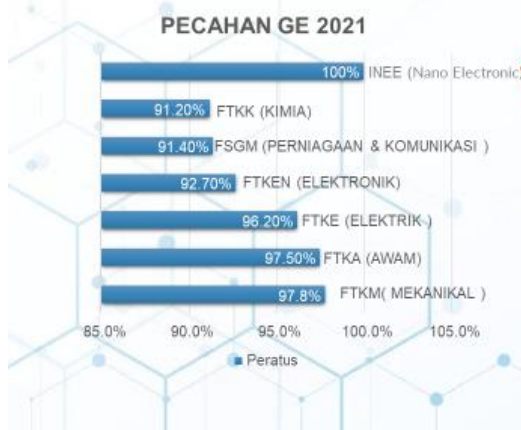 PECAHAN GE 2021
100% INEE (Nano Electronic)
91.20% FTKK (KIMIA)
91.40% FSGM (PERNIAGAAN & KOMUNIKASI )
92.70% FTKEN (ELEKTRONIK)
96.20% FTKE (ELEKTRIK )
97.50% FTKA (AWAM)
97.8% FTKM( MEKANIKAL )
85.0% 90.0% 95.0% 100.0% 105.0%
Peratus